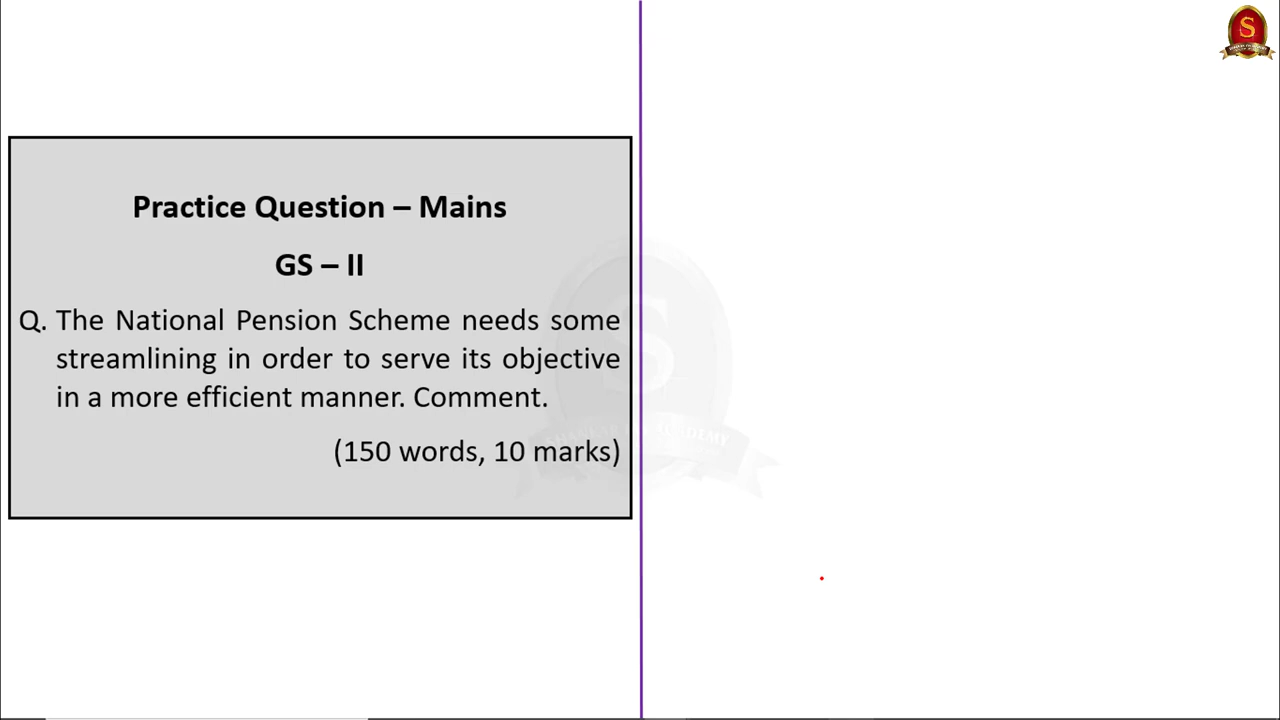 S
Practice Question – Mains
GS – II
Q. The National Pension Scheme needs some
streamlining in order to serve its objective
in a more efficient manner. Comment.
(150 words, 10 marks)